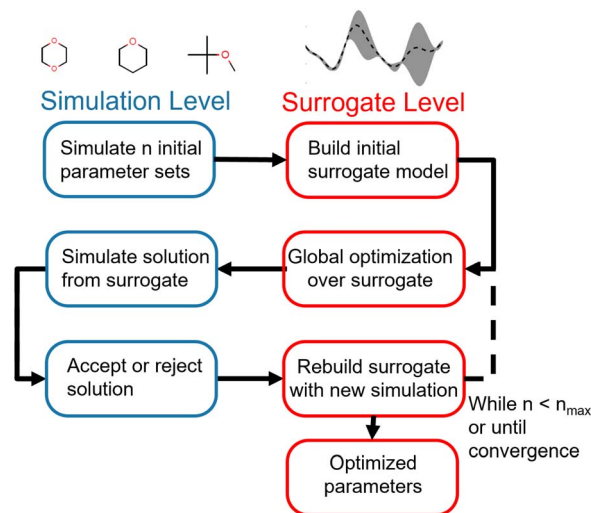 O
O
O
O
Simulation Level
Surrogate Level
Simulate n initial
parameter sets
Build initial
surrogate model
Simulate solution
from surrogate
Global optimization
over surrogate
Accept or reject
solution
Rebuild surrogate
with new simulation
While n < nmax
or until
convergence
Optimized
parameters